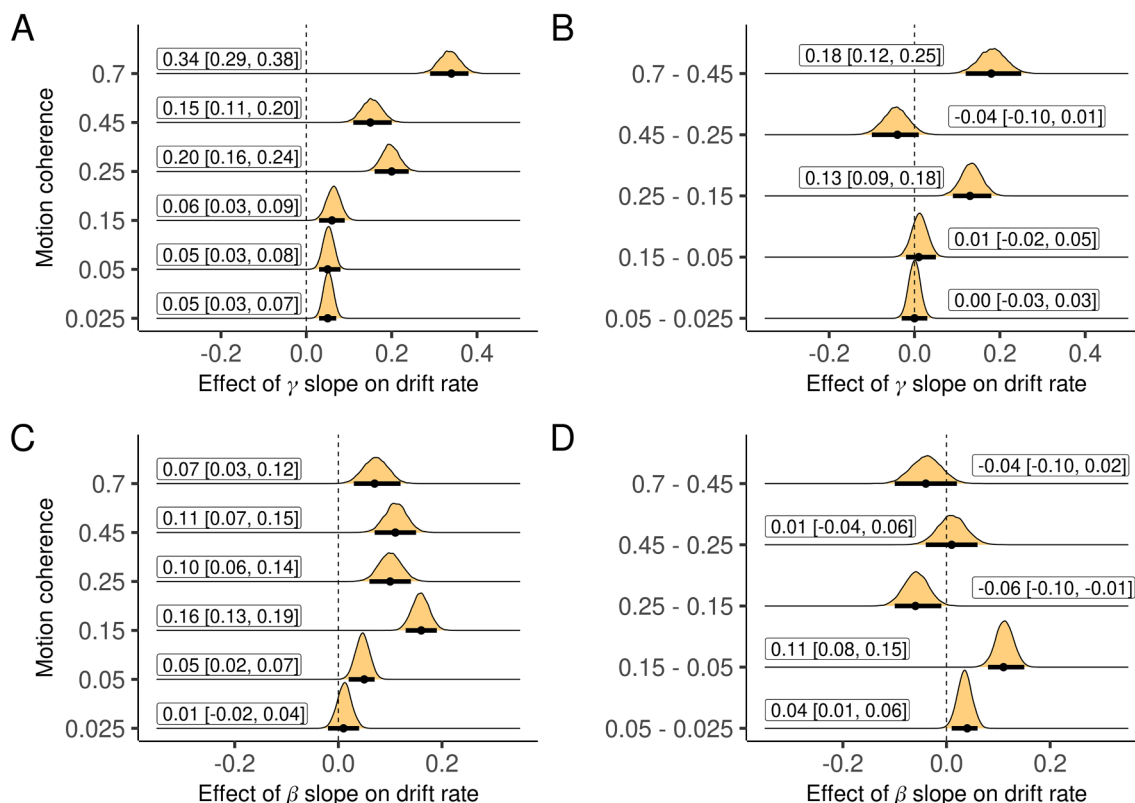 A
Motion coherence
0.7
0.34 [0.29, 0.38]
0.45
0.15 [0.11, 0.20]
0.25
0.20 [0.16, 0.24]
0.15
0.06 [0.03, 0.09]
0.05
0.05 [0.03, 0.08]
0.025
0.05 [0.03, 0.07]
-0.2 0.0 0.2 0.4
Effect of γ slope on drift rate
B
0.7 - 0.45
0.18 [0.12, 0.25]
0.45 - 0.25
-0.04 [-0.10, 0.01]
0.25 - 0.15
0.13 [0.09, 0.18]
0.15 - 0.05
0.01 [-0.02, 0.05]
0.05 - 0.025
0.00 [-0.03, 0.03]
-0.2 0.0 0.2 0.4
Effect of γ slope on drift rate
C
Motion coherence
0.7
0.07 [0.03, 0.12]
0.45
0.11 [0.07, 0.15]
0.25
0.10 [0.06, 0.14]
0.15
0.16 [0.13, 0.19]
0.05
0.05 [0.02, 0.07]
0.025
0.01 [-0.02, 0.04]
-0.2 0.0 0.2
Effect of β slope on drift rate
D
0.7 - 0.45
-0.04 [-0.10, 0.02]
0.45 - 0.25
0.01 [-0.04, 0.06]
0.25 - 0.15
-0.06 [-0.10, -0.01]
0.15 - 0.05
0.11 [0.08, 0.15]
0.05 - 0.025
0.04 [0.01, 0.06]
-0.2 0.0 0.2
Effect of β slope on drift rate